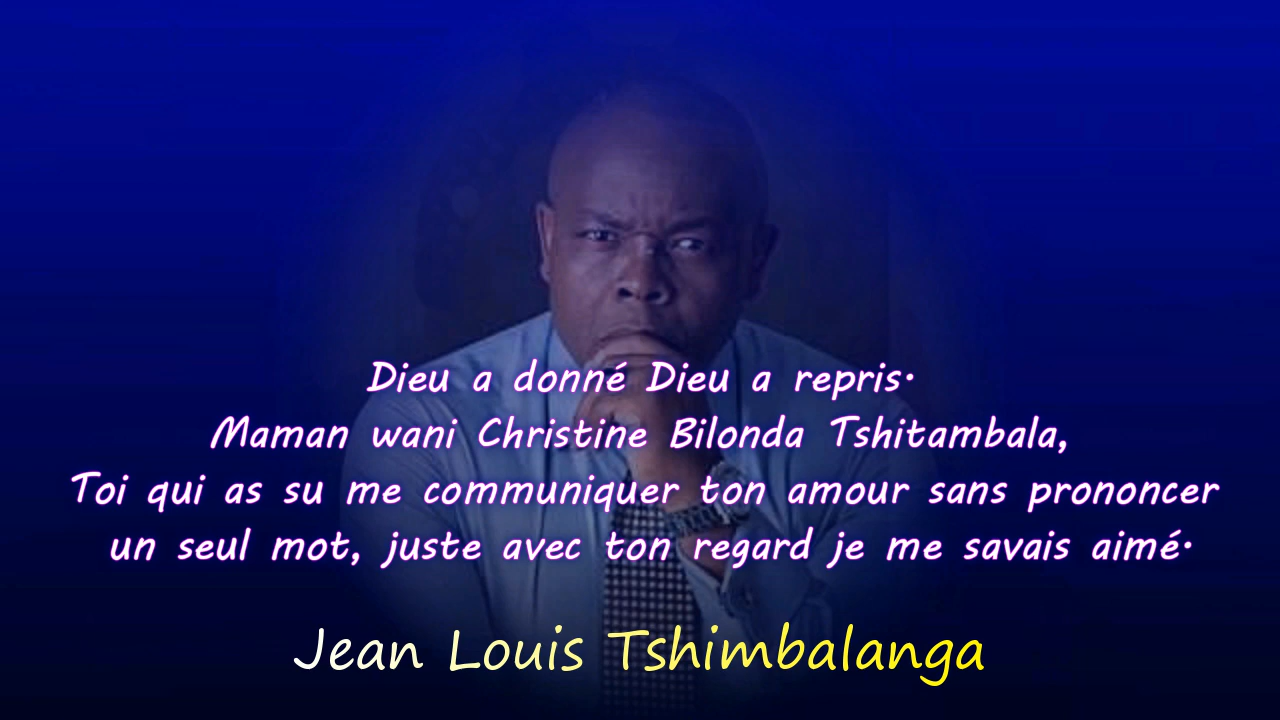 Dieu a donné Dieu a repris.
Maman wani Christine Bilonda Tshitambala,
Toi qui as su me communiquer ton amour sans prononcer
un seul mot, juste avec ton regard je me savais aimé.
Jean Louis Tshimbalanga